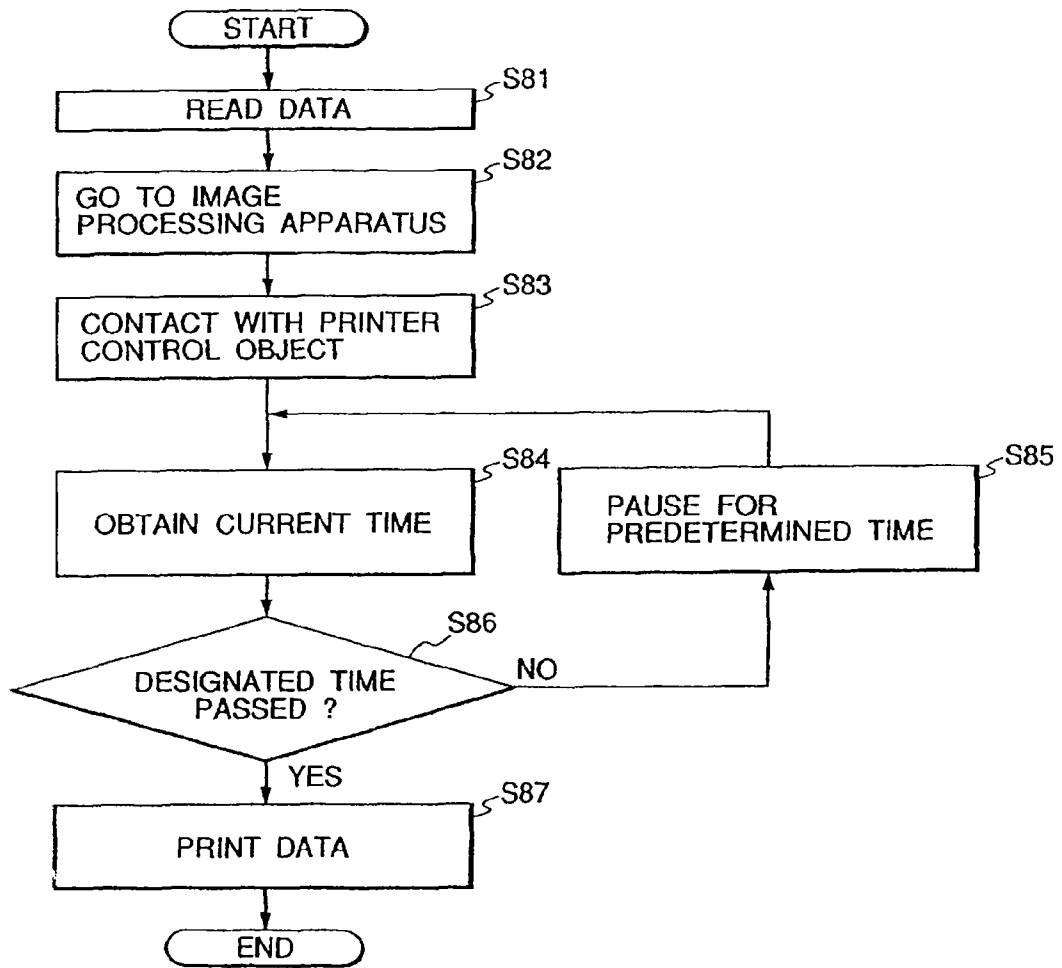 START
S81
READ DATA
S82
GO TO IMAGE
PROCESSING APPARATUS
S83
CONTACT WITH PRINTER
CONTROL OBJECT
S84
OBTAIN CURRENT TIME
S85
PAUSE FOR
PREDETERMINED TIME
S86
DESIGNATED TIME
PASSED ?
NO
YES
S87
PRINT DATA
END